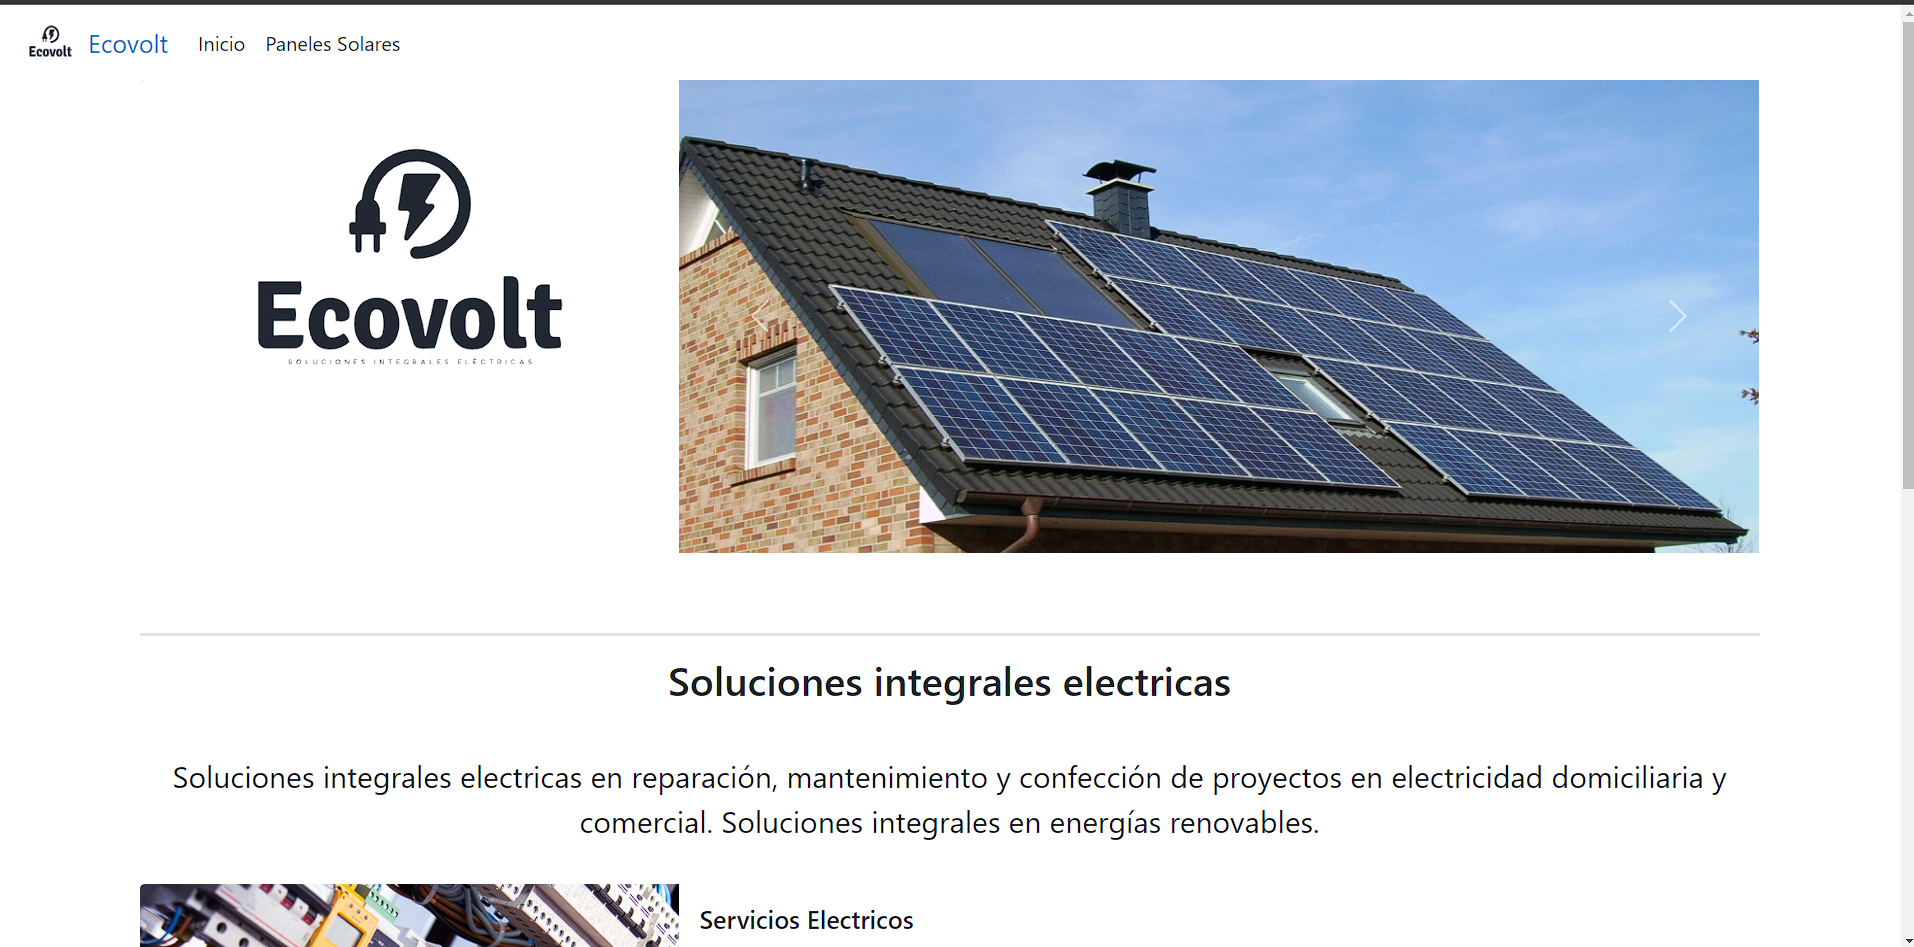 Ecovolt
Ecovolt
Inicio
Paneles Solares
Ecovolt
SOLUCIONES INTEGRALES ELÉCTRICAS
Soluciones integrales electricas
Soluciones integrales electricas en reparación, mantenimiento y confección de proyectos en electricidad domiciliaria y
comercial. Soluciones integrales en energías renovables.
Servicios Electricos